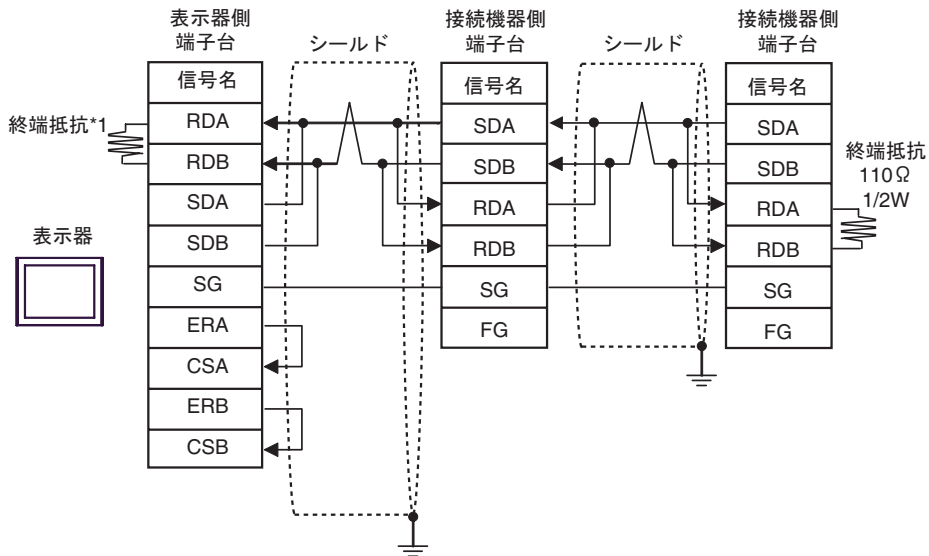 表示器側
端子台
シールド
接続機器側
端子台
シールド
接続機器側
端子台
信号名
RDA
RDB
SDA
SDB
SG
ERA
CSA
ERB
CSB
終端抵抗*1
表示器
信号名
SDA
SDB
RDA
RDB
SG
FG
信号名
SDA
SDB
RDA
RDB
SG
FG
終端抵抗
110Ω
1/2W